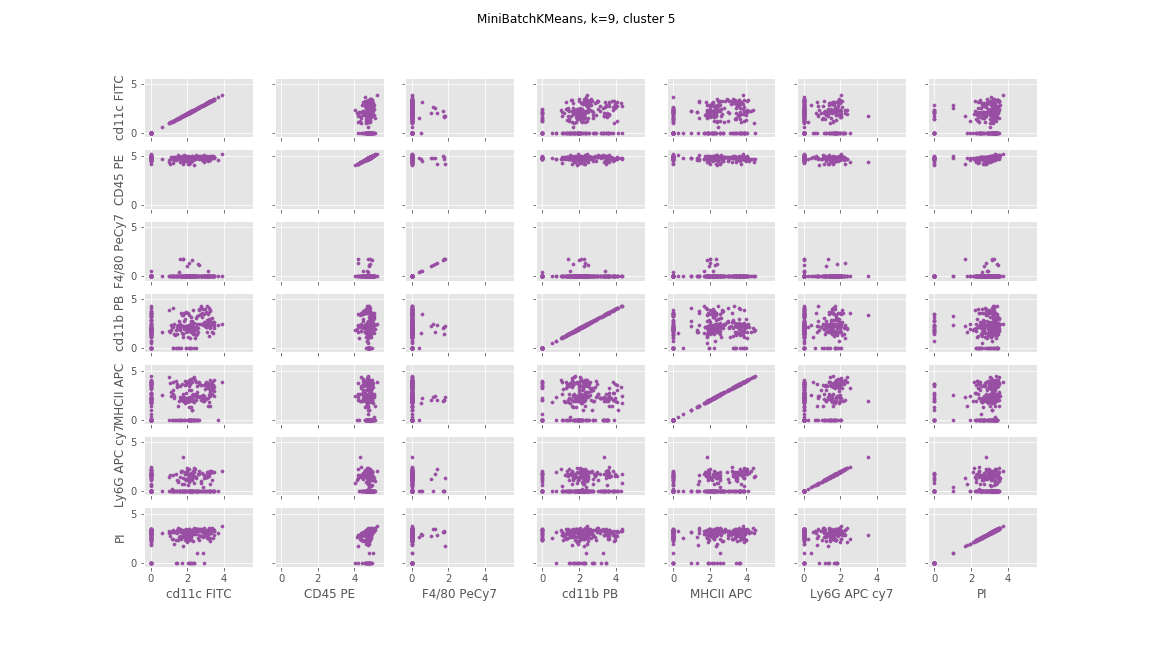 MiniBatchKMeans, k=9, cluster 5
cd11c FITC
5
0
CD45 PE
5
0
F4/80 PeCy7
5
0
cd11b PB
5
0
MHCII APC
5
0
Ly6G APC cy7
5
0
PI
5
0
0 2 4 0 2 4 0 2 4 0 2 4 0 2 4 0 2 4 0 2 4
cd11c FITC CD45 PE F4/80 PeCy7 cd11b PB MHCII APC Ly6G APC cy7 PI